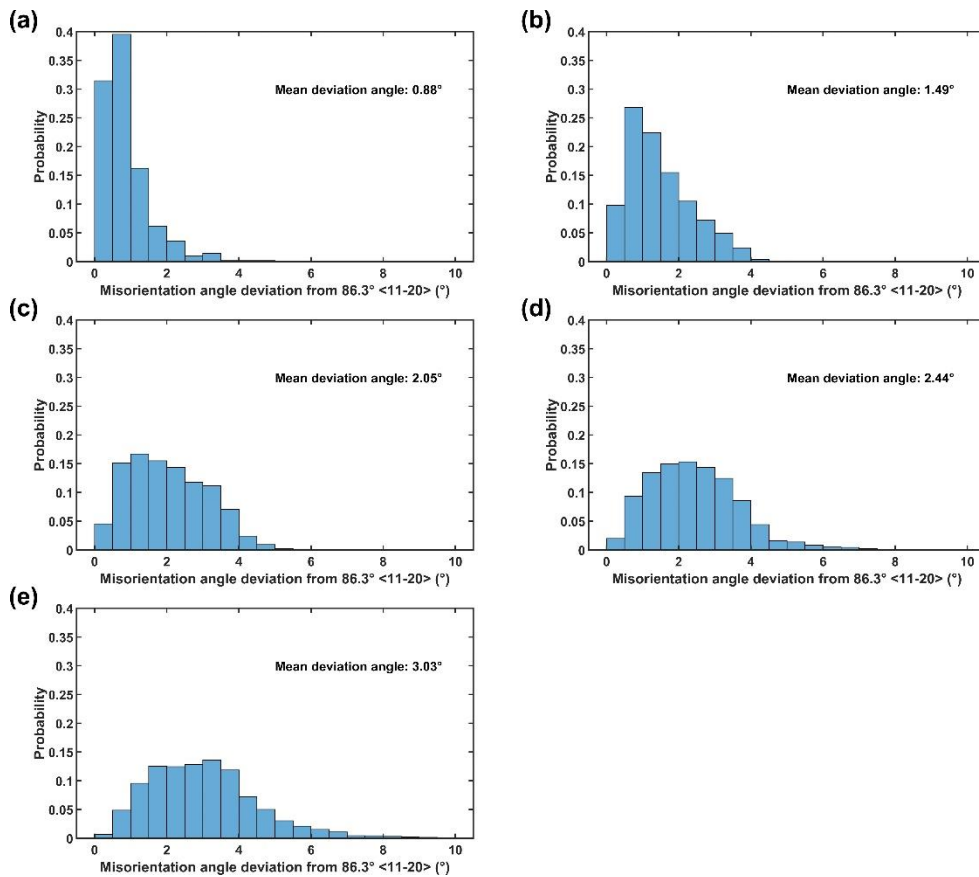 (a)
0.4
0.35
0.3
0.25
0.2
0.15
0.1
0.05
0
Probability
Mean deviation angle: 0.88°
0 2 4 6 8 10
Misorientation angle deviation from 86.3° <11-20> (°)
(b)
0.4
0.35
0.3
0.25
0.2
0.15
0.1
0.05
0
Probability
Mean deviation angle: 1.49°
0 2 4 6 8 10
Misorientation angle deviation from 86.3° <11-20> (°)
(c)
0.4
0.35
0.3
0.25
0.2
0.15
0.1
0.05
0
Probability
Mean deviation angle: 2.05°
0 2 4 6 8 10
Misorientation angle deviation from 86.3° <11-20> (°)
(d)
0.4
0.35
0.3
0.25
0.2
0.15
0.1
0.05
0
Probability
Mean deviation angle: 2.44°
0 2 4 6 8 10
Misorientation angle deviation from 86.3° <11-20> (°)
(e)
0.4
0.35
0.3
0.25
0.2
0.15
0.1
0.05
0
Probability
Mean deviation angle: 3.03°
0 2 4 6 8 10
Misorientation angle deviation from 86.3° <11-20> (°)